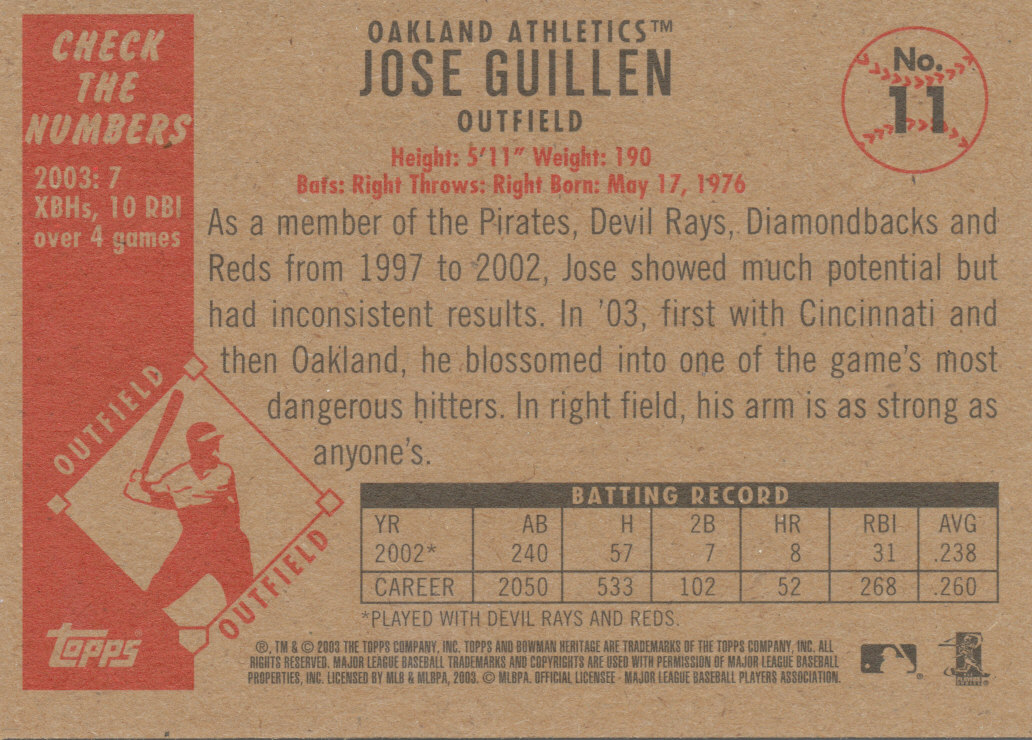 CHECK
THE
NUMBERS
2003: 7
XBHs, 10 RBI
over 4 games
OAKLAND ATHLETICS™
JOSE GUILLEN
OUTFIELD
No.
11
Height: 5'11" Weight: 190
Bats: Right Throws: Right Born: May 17, 1976
As a member of the Pirates, Devil Rays, Diamondbacks and
Reds from 1997 to 2002, Jose showed much potential but
had inconsistent results. In '03, first with Cincinnati and
then Oakland, he blossomed into one of the game's most
dangerous hitters. In right field, his arm is as strong as
anyone's.
OUTFIELD
OUTFIELD
BATTING RECORD
YR AB H 2B HR RBI AVG
2002* 240 57 7 8 31 .238
CAREER 2050 533 102 52 268 .260
*PLAYED WITH DEVIL RAYS AND REDS.
topps
®, TM & © 2003 THE TOPPS COMPANY, INC. TOPPS AND BOWMAN HERITAGE ARE TRADEMARKS OF THE TOPPS COMPANY, INC. ALL
RIGHTS RESERVED. MAJOR LEAGUE BASEBALL TRADEMARKS AND COPYRIGHTS ARE USED WITH PERMISSION OF MAJOR LEAGUE BASEBALL
PROPERTIES, INC. LICENSED BY MLB & MLBPA, 2003. © MLBPA. OFFICIAL LICENSEE - MAJOR LEAGUE BASEBALL PLAYERS ASSOCIATION.